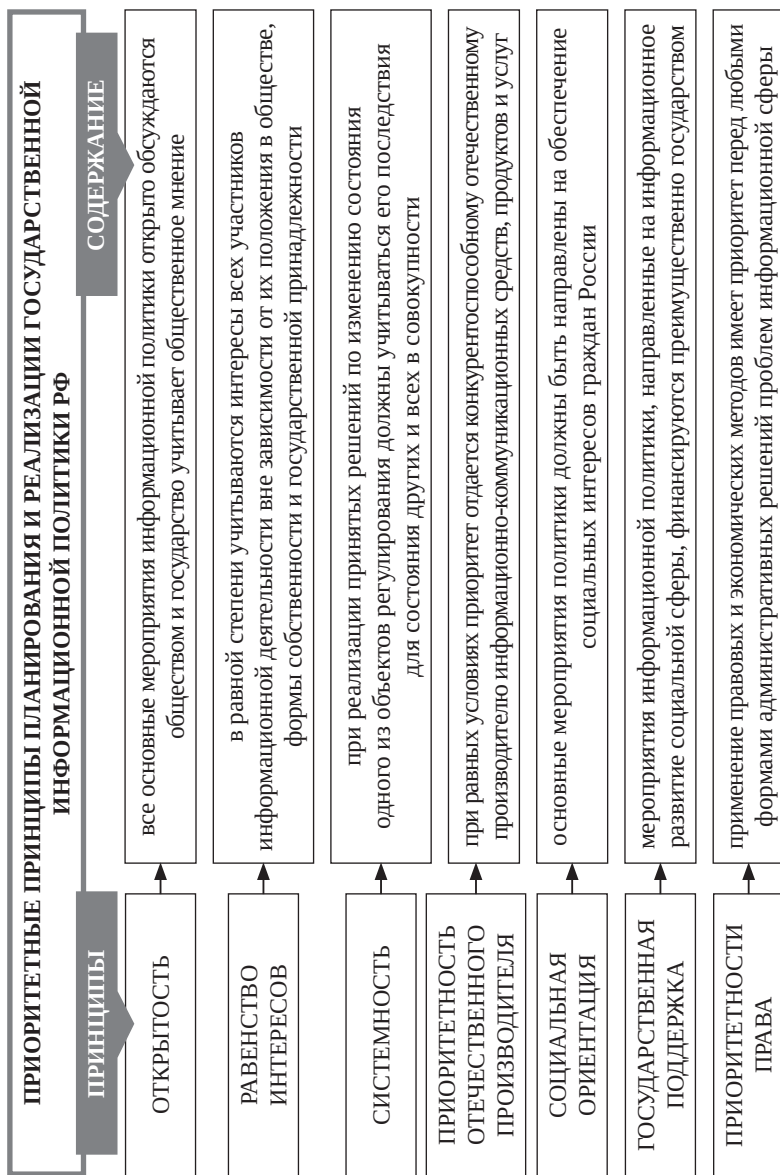 ПРИОРИТЕТНЫЕ ПРИНЦИПЫ ПЛАНИРОВАНИЯ И РЕАЛИЗАЦИИ ГОСУДАРСТВЕННОЙ
ИНФОРМАЦИОННОЙ ПОЛИТИКИ РФ
ПРИНЦИПЫ
СОДЕРЖАНИЕ
ОТКРЫТОСТЬ
все основные мероприятия информационной политики открыто обсуждаются
обществом и государство учитывает общественное мнение
РАВЕНСТВО
ИНТЕРЕСОВ
в равной степени учитываются интересы всех участников
информационной деятельности вне зависимости от их положения в обществе,
формы собственности и государственной принадлежности
СИСТЕМНОСТЬ
при реализации принятых решений по изменению состояния
одного из объектов регулирования должны учитываться его последствия
для состояния других и всех в совокупности
ПРИОРИТЕТНОСТЬ
ОТЕЧЕСТВЕННОГО
ПРОИЗВОДИТЕЛЯ
при равных условиях приоритет отдается конкурентоспособному отечественному
производителю информационно-коммуникационных средств, продуктов и услуг
СОЦИАЛЬНАЯ
ОРИЕНТАЦИЯ
основные мероприятия политики должны быть направлены на обеспечение
социальных интересов граждан России
ГОСУДАРСТВЕННАЯ
ПОДДЕРЖКА
мероприятия информационной политики, направленные на информационное
развитие социальной сферы, финансируются преимущественно государством
ПРИОРИТЕТНОСТИ
ПРАВА
применение правовых и экономических методов имеет приоритет перед любыми
формами административных решений проблем информационной сферы